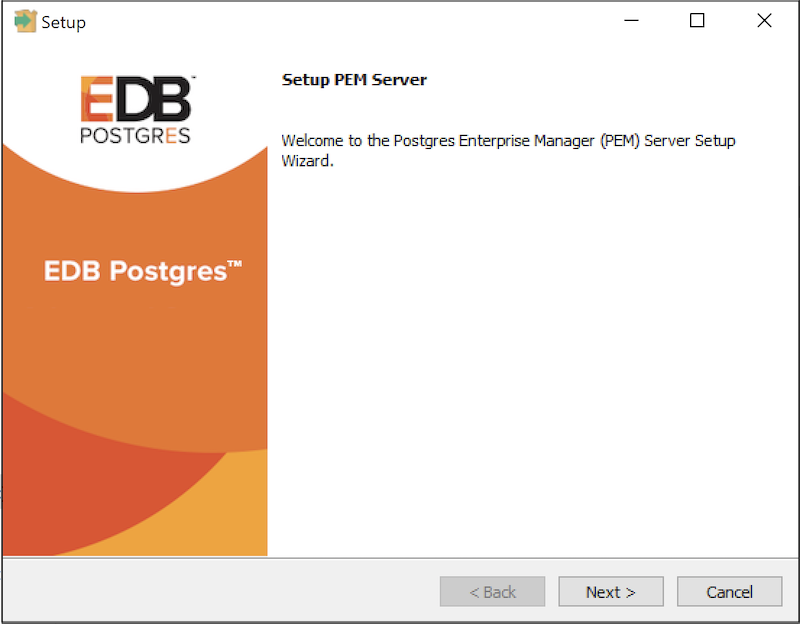 Setup
EDB™
POSTGRES
EDB Postgres™
Setup PEM Server
Welcome to the Postgres Enterprise Manager (PEM) Server Setup
Wizard.
< Back
Next >
Cancel